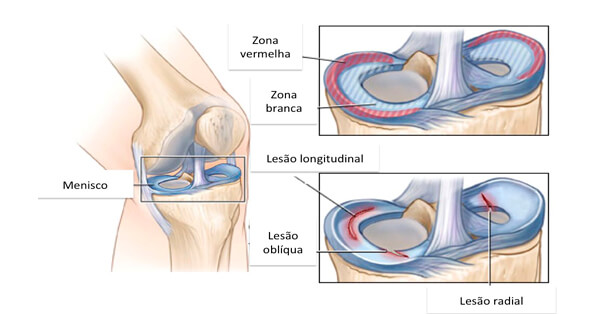 Zona
vermelha
Zona
branca
Lesão longitudinal
Menisco
Lesão
oblíqua
Lesão radial